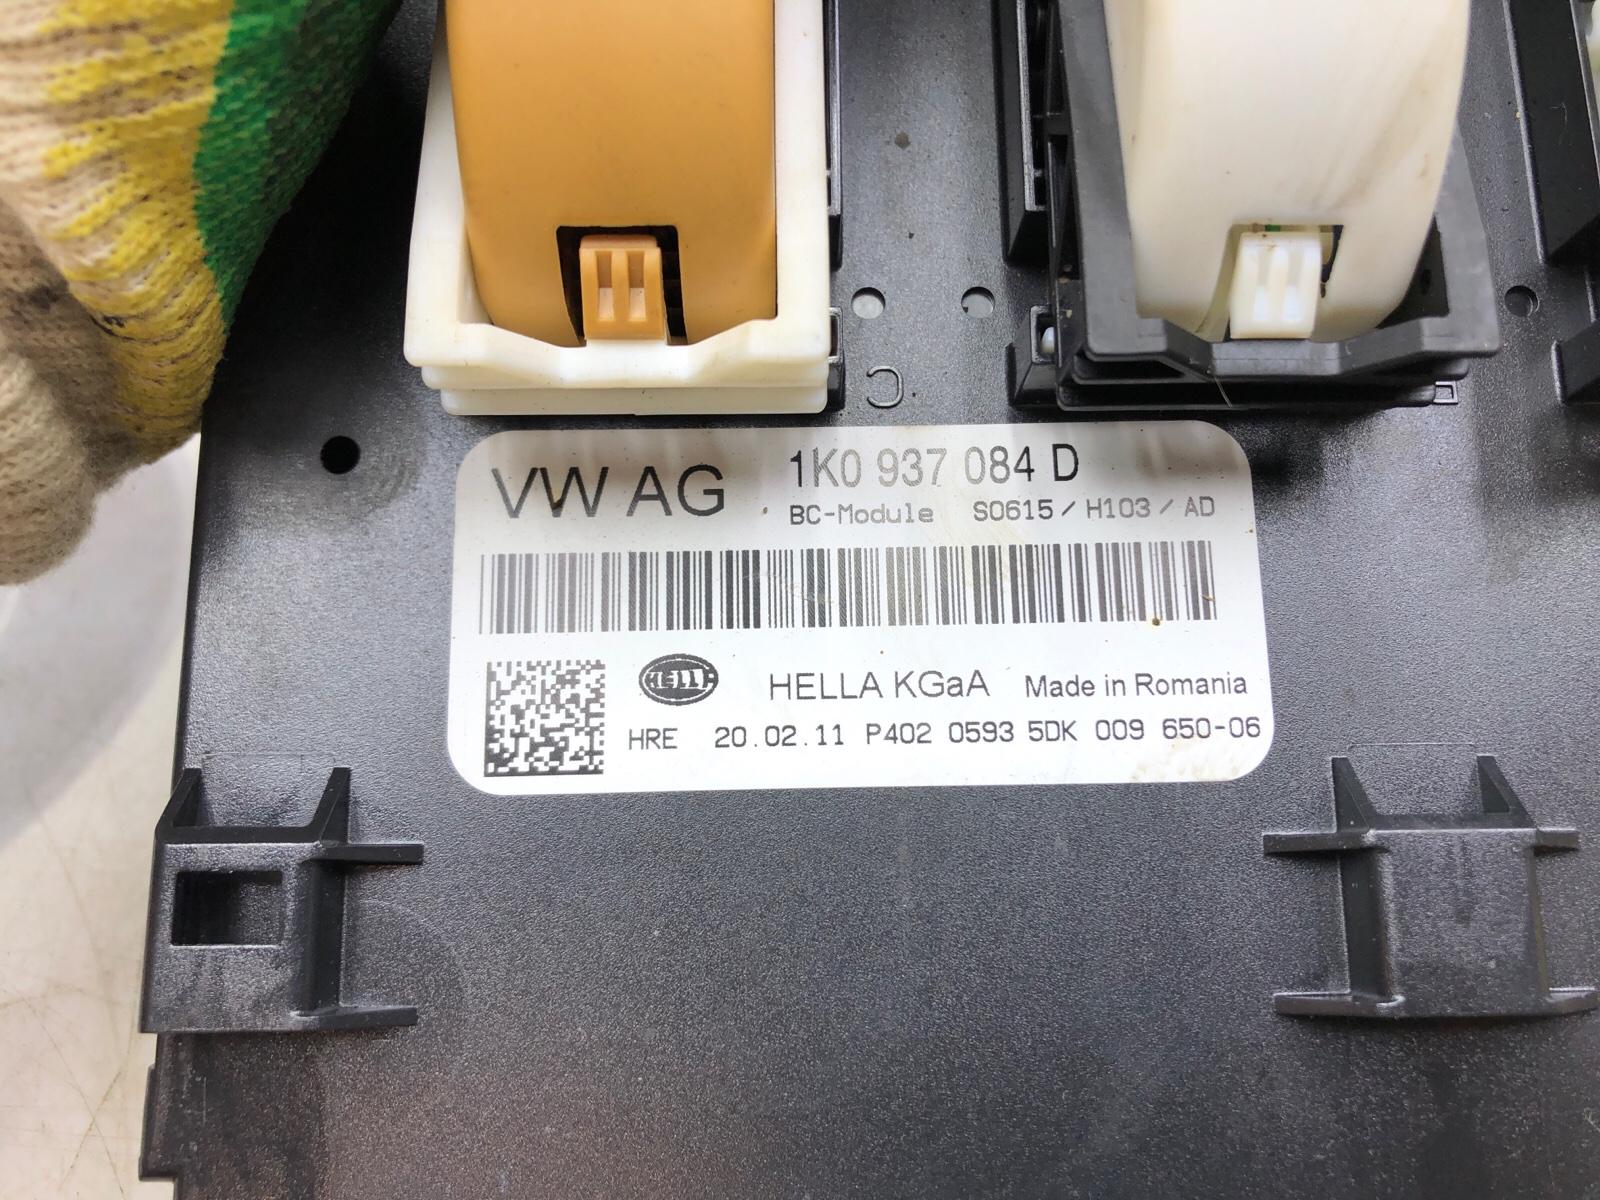 VW AG 1K0 937 084 D
BC-Module S0615 / H103 / AD
HELLA HELLA KGaA Made in Romania
HRE 20.02.11 P402 0593 5DK 009 650-06
C